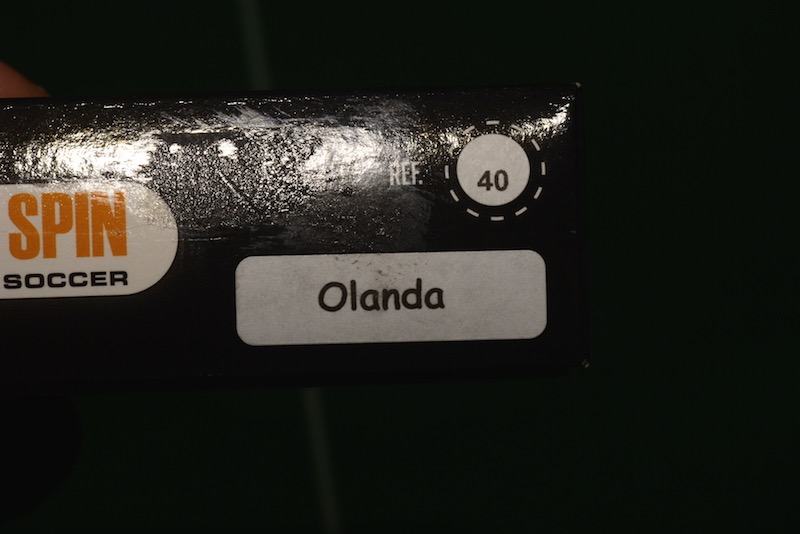 REF. 40
SPIN
SOCCER
Olanda